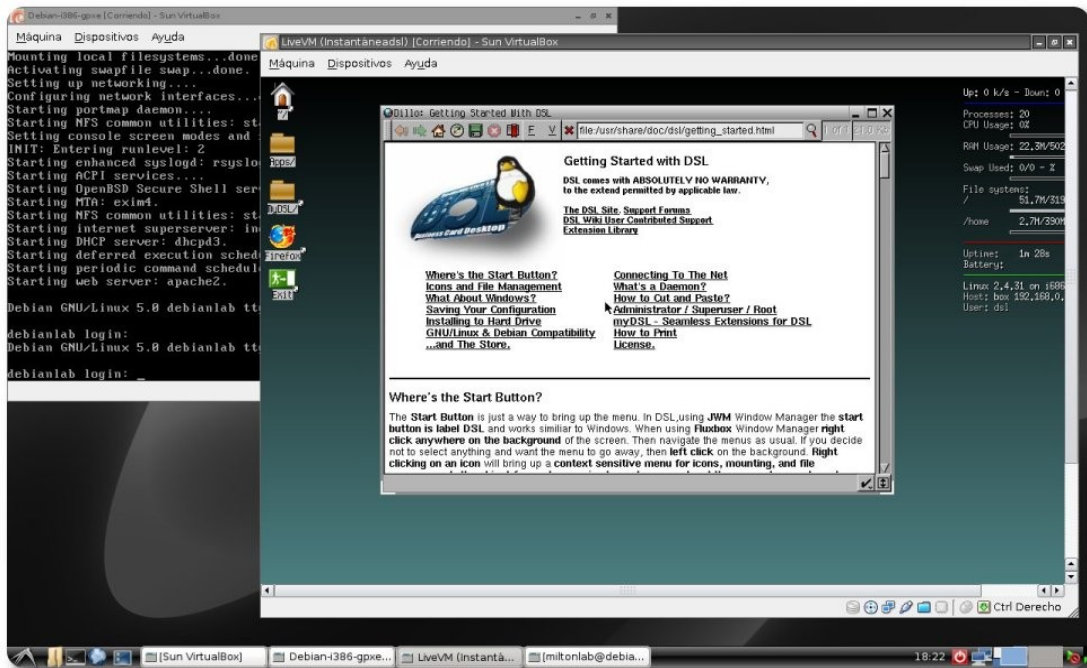 Debian-i386-gpxe [Corriendo] - Sun VirtualBox
Máquina Dispositivos Ayuda
Mounting local filesystems...done
Activating swapfile swap...done.
Setting up networking....
Configuring network interfaces...
Starting portmap daemon....
Starting NFS common utilities: st
Setting console screen modes and
INIT: Entering runlevel: 2
Starting enhanced syslogd: rsyslo
Starting ACPI services....
Starting OpenBSD Secure Shell ser
Starting MTA: exim4.
Starting NFS common utilities: st
Starting internet superserver: in
Starting DHCP server: dhcpd3.
Starting deferred execution sched
Starting periodic command schedul
Starting web server: apache2.
Debian GNU/Linux 5.0 debianlab tt
debianlab login:
Debian GNU/Linux 5.0 debianlab tt
debianlab login: _
LiveVM (Instantáneadsl) [Corriendo] - Sun VirtualBox
Máquina Dispositivos Ayuda
/
Apps/
MyDSL/
Firefox
Exit
Dillo: Getting Started With DSL
F V file:/usr/share/doc/dsl/getting_started.html
Getting Started with DSL
DSL comes with ABSOLUTELY NO WARRANTY,
to the extend permitted by applicable law.
The DSL Site. Support Forums
DSL Wiki User Contributed Support
Extension Library
Business Card Desktop
Where's the Start Button?
Icons and File Management
What About Windows?
Saving Your Configuration
Installing to Hard Drive
GNU/Linux & Debian Compatibility
...and The Store.
Connecting To The Net
What's a Daemon?
How to Cut and Paste?
Administrator / Superuser / Root
myDSL - Seamless Extensions for DSL
How to Print
License.
Where's the Start Button?
The Start Button is just a way to bring up the menu. In DSL,using JWM Window Manager the start
button is label DSL and works similiar to Windows. When using Fluxbox Window Manager right
click anywhere on the background of the screen. Then navigate the menus as usual. If you decide
not to select anything and want the menu to go away, then left click on the background. Right
clicking on an icon will bring up a context sensitive menu for icons, mounting, and file
Up: 0 k/s - Down: 0
Processes: 20
CPU Usage: 0%
RAM Usage: 22,3M/502
Swap Used: 0/0 - %
File systems:
/ 51,7M/319
/home 2,7M/390M
Uptime: 1m 28s
Battery:
Linux 2.4.31 on i686
Host: box 192.168.0.
User: dsl
Ctrl Derecho
[Sun VirtualBox]
Debian-i386-gpxe...
LiveVM (Instantà...
[miltonlab@debia...
18:22